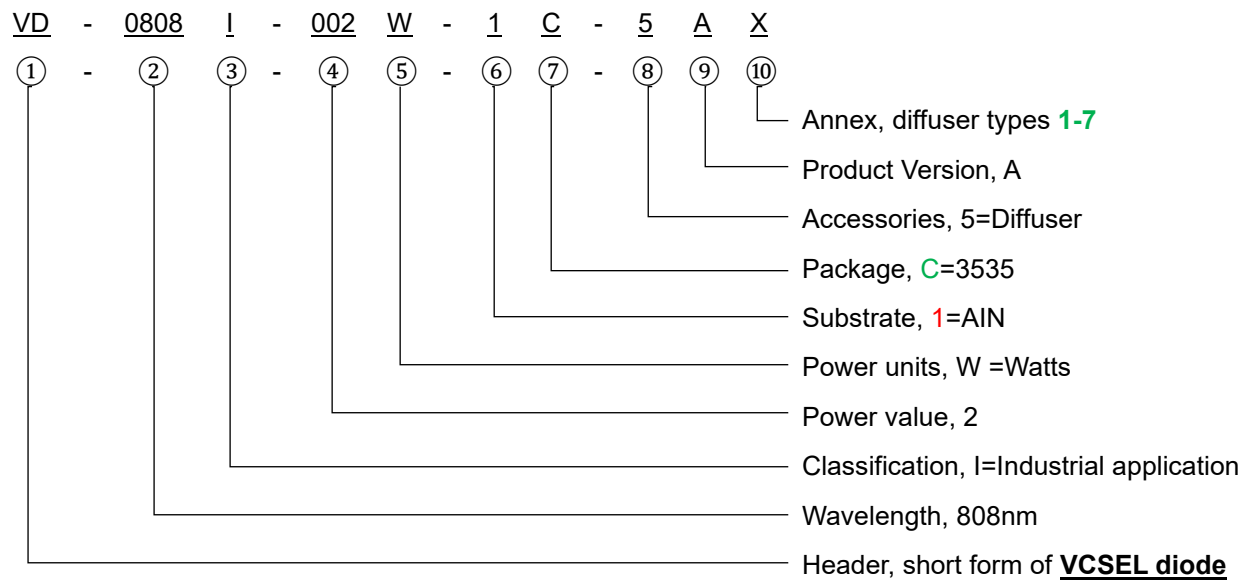 VD - 0808 I - 002 W - 1 C - 5 A X
① - ② ③ - ④ ⑤ - ⑥ ⑦ - ⑧ ⑨ ⑩
Annex, diffuser types 1-7
Product Version, A
Accessories, 5=Diffuser
Package, C=3535
Substrate, 1=AIN
Power units, W =Watts
Power value, 2
Classification, I=Industrial application
Wavelength, 808nm
Header, short form of VCSEL diode